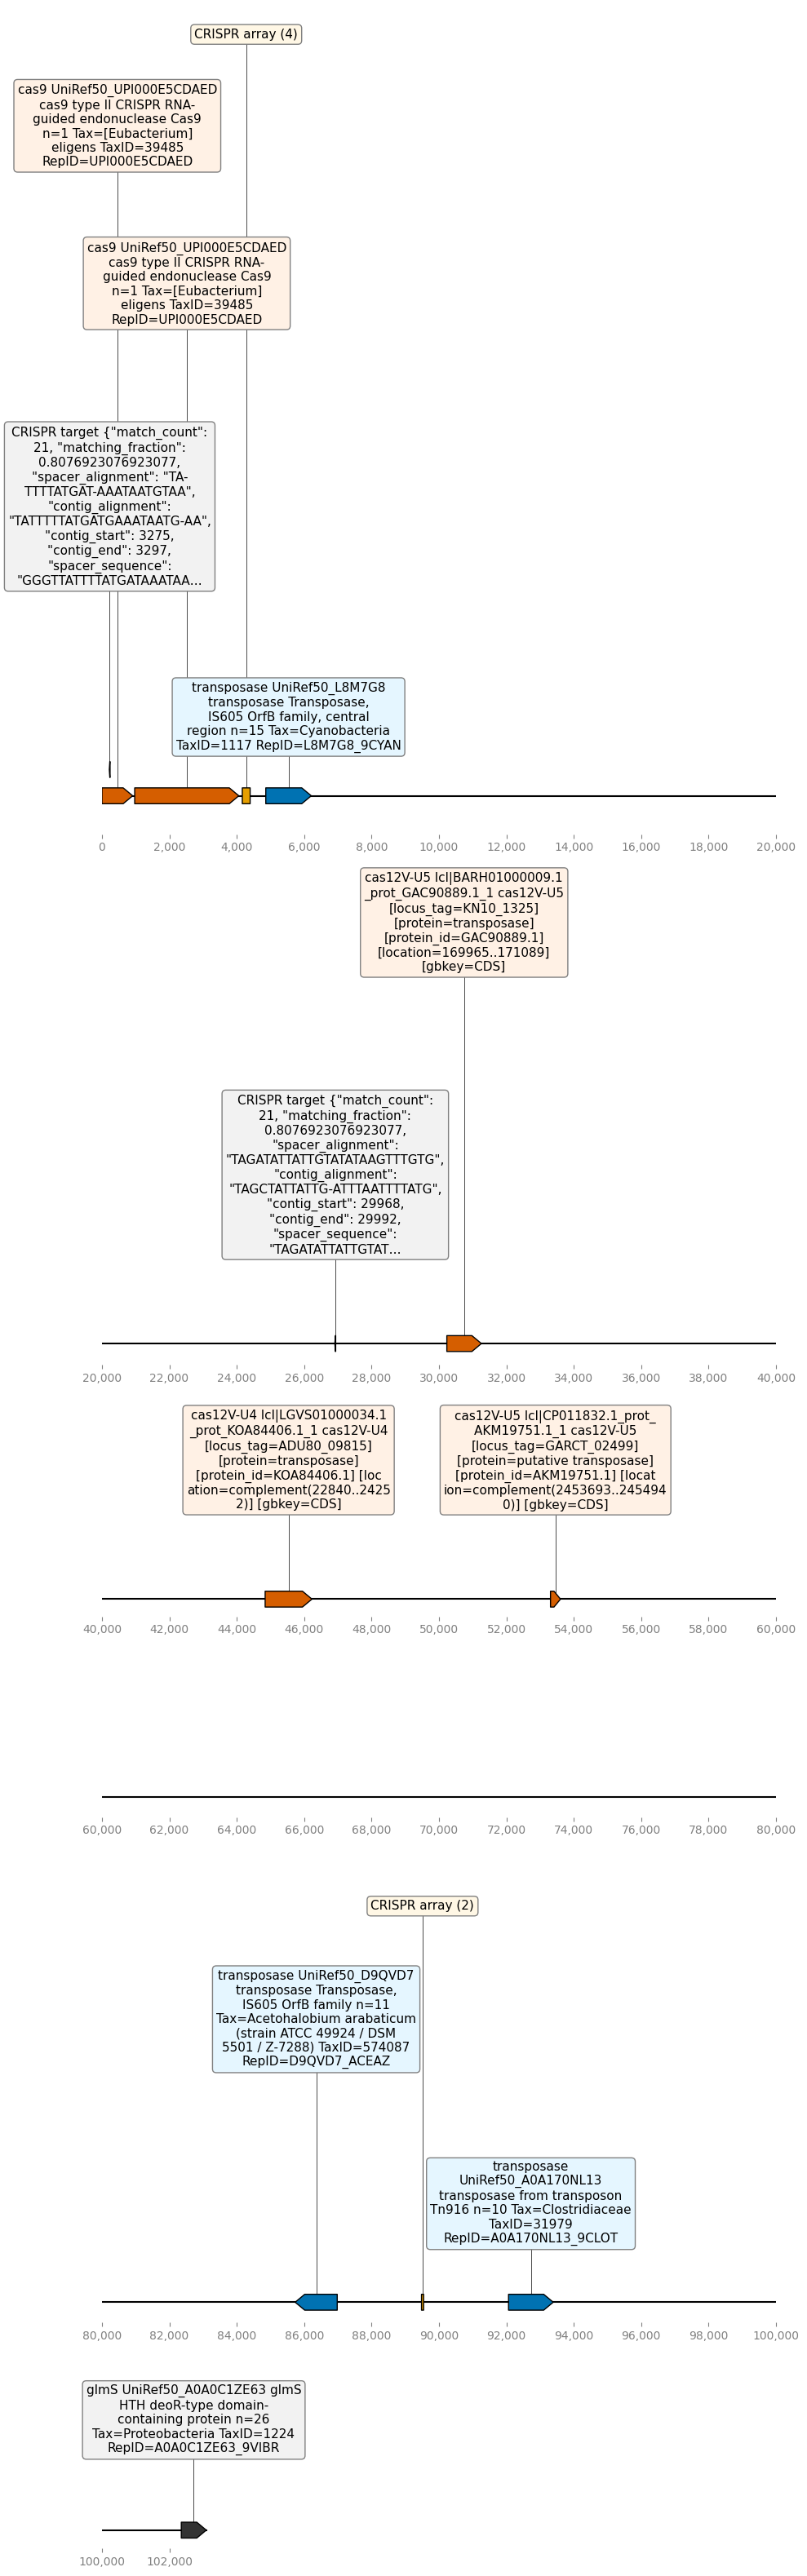 CRISPR array (4)
cas9 UniRef50_UPI000E5CDAED
cas9 type II CRISPR RNA-
guided endonuclease Cas9
n=1 Tax=[Eubacterium]
eligens TaxID=39485
RepID=UPI000E5CDAED
cas9 UniRef50_UPI000E5CDAED
cas9 type II CRISPR RNA-
guided endonuclease Cas9
n=1 Tax=[Eubacterium]
eligens TaxID=39485
RepID=UPI000E5CDAED
CRISPR target {"match_count":
21, "matching_fraction":
0.8076923076923077,
"spacer_alignment": "TA-
TTTTATGAT-AAATAATGTAA",
"contig_alignment":
"TATTTTTATGATGAAATAATG-AA",
"contig_start": 3275,
"contig_end": 3297,
"spacer_sequence":
"GGGTTATTTTATGATAAATAA...
transposase UniRef50_L8M7G8
transposase Transposase,
IS605 OrfB family, central
region n=15 Tax=Cyanobacteria
TaxID=1117 RepID=L8M7G8_9CYAN
0 2,000 4,000 6,000 8,000 10,000 12,000 14,000 16,000 18,000 20,000
cas12V-U5 lcl|BARH01000009.1
_prot_GAC90889.1_1 cas12V-U5
[locus_tag=KN10_1325]
[protein=transposase]
[protein_id=GAC90889.1]
[location=169965..171089]
[gbkey=CDS]
CRISPR target {"match_count":
21, "matching_fraction":
0.8076923076923077,
"spacer_alignment":
"TAGATATTATTGTATATAAGTTTGTG",
"contig_alignment":
"TAGCTATTATTG-ATTTAATTTTATG",
"contig_start": 29968,
"contig_end": 29992,
"spacer_sequence":
"TAGATATTATTGTAT...
20,000 22,000 24,000 26,000 28,000 30,000 32,000 34,000 36,000 38,000 40,000
cas12V-U4 lcl|LGVS01000034.1
_prot_KOA84406.1_1 cas12V-U4
[locus_tag=ADU80_09815]
[protein=transposase]
[protein_id=KOA84406.1] [loc
ation=complement(22840..2425
2)] [gbkey=CDS]
cas12V-U5 lcl|CP011832.1_prot_
AKM19751.1_1 cas12V-U5
[locus_tag=GARCT_02499]
[protein=putative transposase]
[protein_id=AKM19751.1] [locat
ion=complement(2453693..245494
0)] [gbkey=CDS]
40,000 42,000 44,000 46,000 48,000 50,000 52,000 54,000 56,000 58,000 60,000
60,000 62,000 64,000 66,000 68,000 70,000 72,000 74,000 76,000 78,000 80,000
CRISPR array (2)
transposase UniRef50_D9QVD7
transposase Transposase,
IS605 OrfB family n=11
Tax=Acetohalobium arabaticum
(strain ATCC 49924 / DSM
5501 / Z-7288) TaxID=574087
RepID=D9QVD7_ACEAZ
transposase
UniRef50_A0A170NL13
transposase from transposon
Tn916 n=10 Tax=Clostridiaceae
TaxID=31979
RepID=A0A170NL13_9CLOT
80,000 82,000 84,000 86,000 88,000 90,000 92,000 94,000 96,000 98,000 100,000
glmS UniRef50_A0A0C1ZE63 glmS
HTH deoR-type domain-
containing protein n=26
Tax=Proteobacteria TaxID=1224
RepID=A0A0C1ZE63_9VIBR
100,000 102,000